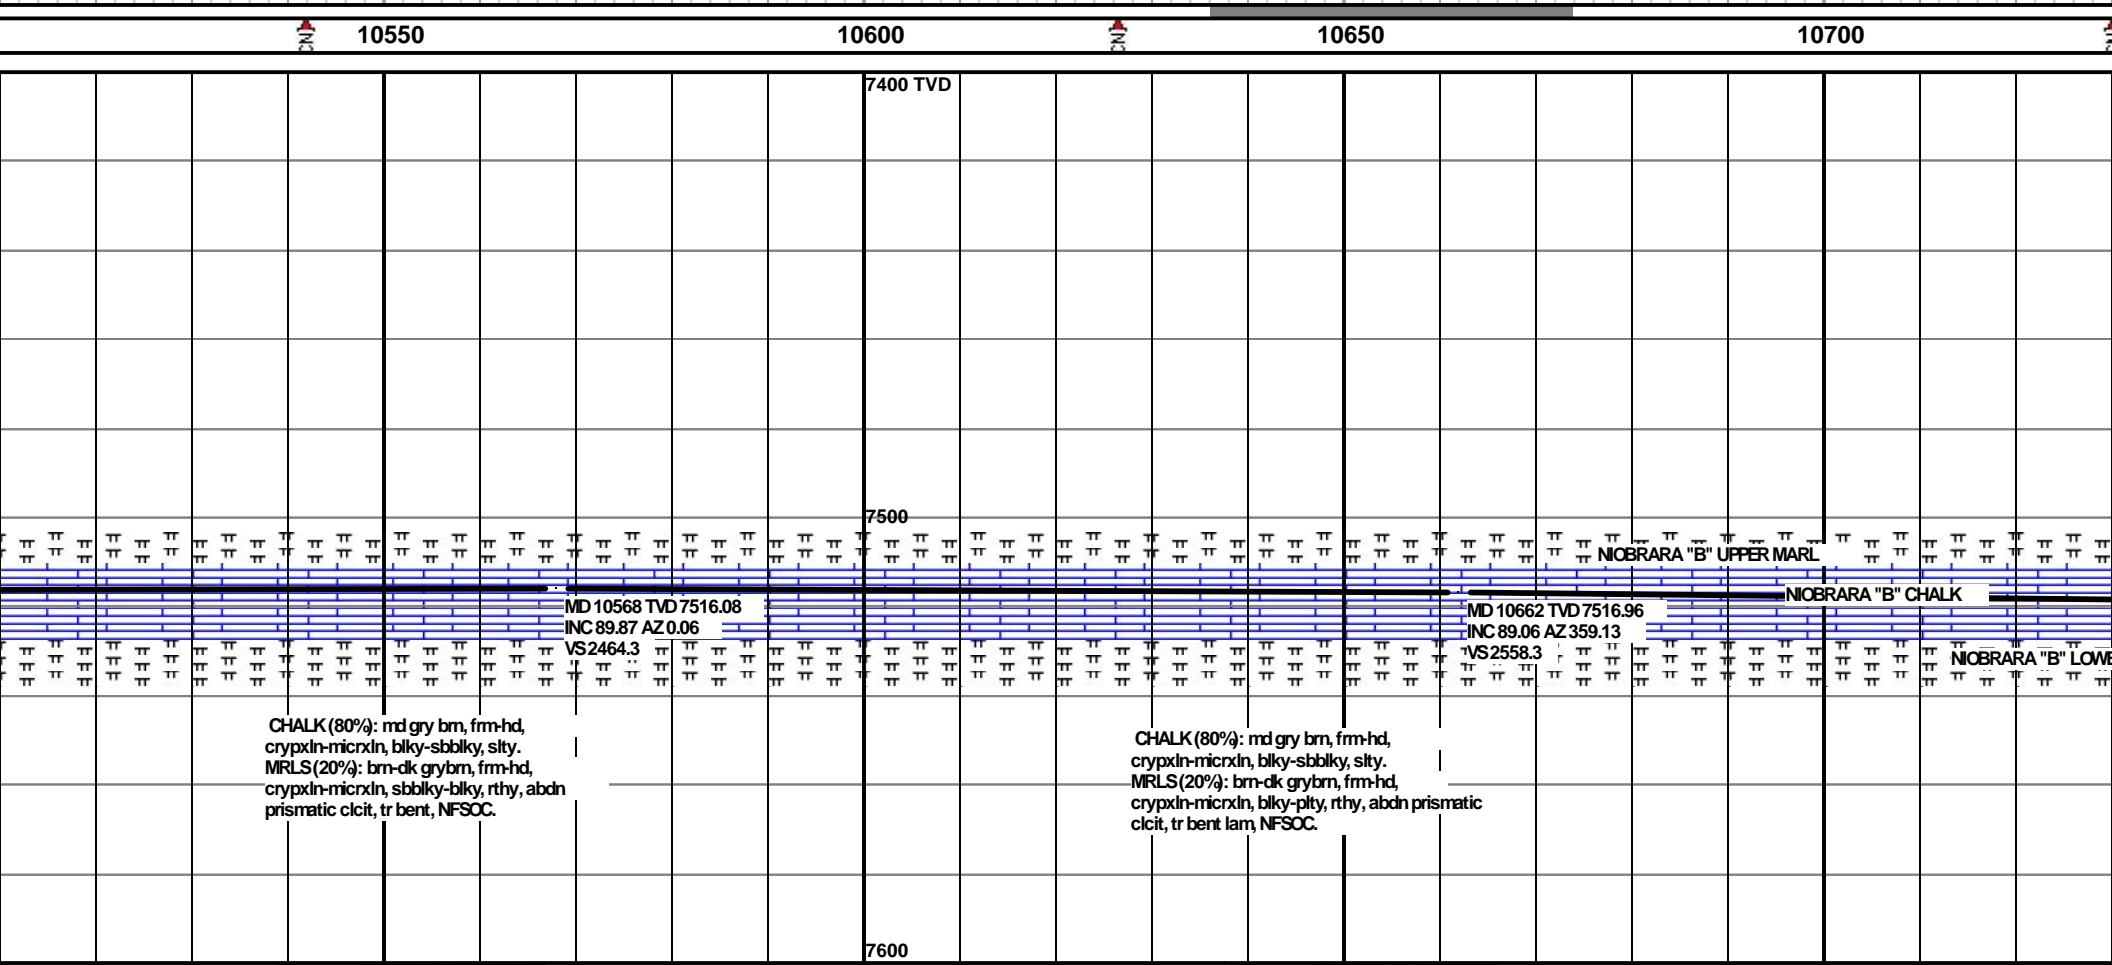 10550
10600
10650
10700
CN
CN
7400 TVD
7500
NIOBRARA "B" UPPER MARL
NIOBRARA "B" CHALK
MD 10568 TVD 7516.08
INC 89.87 AZ 0.06
VS 2464.3
MD 10662 TVD 7516.96
INC 89.06 AZ 359.13
VS 2558.3
NIOBRARA "B" LOWE
CHALK (80%): md gry brn, frm-hd,
crypxln-micrxln, blky-sbblky, slty.
MRLS (20%): brn-dk grybrn, frm-hd,
crypxln-micrxln, sbblky-blky, rthy, abdn
prismatic clcit, tr bent, NFSOC.
CHALK (80%): md gry brn, frm-hd,
crypxln-micrxln, blky-sbblky, slty.
MRLS (20%): brn-dk grybrn, frm-hd,
crypxln-micrxln, blky-plty, rthy, abdn prismatic
clcit, tr bent lam, NFSOC.
7600